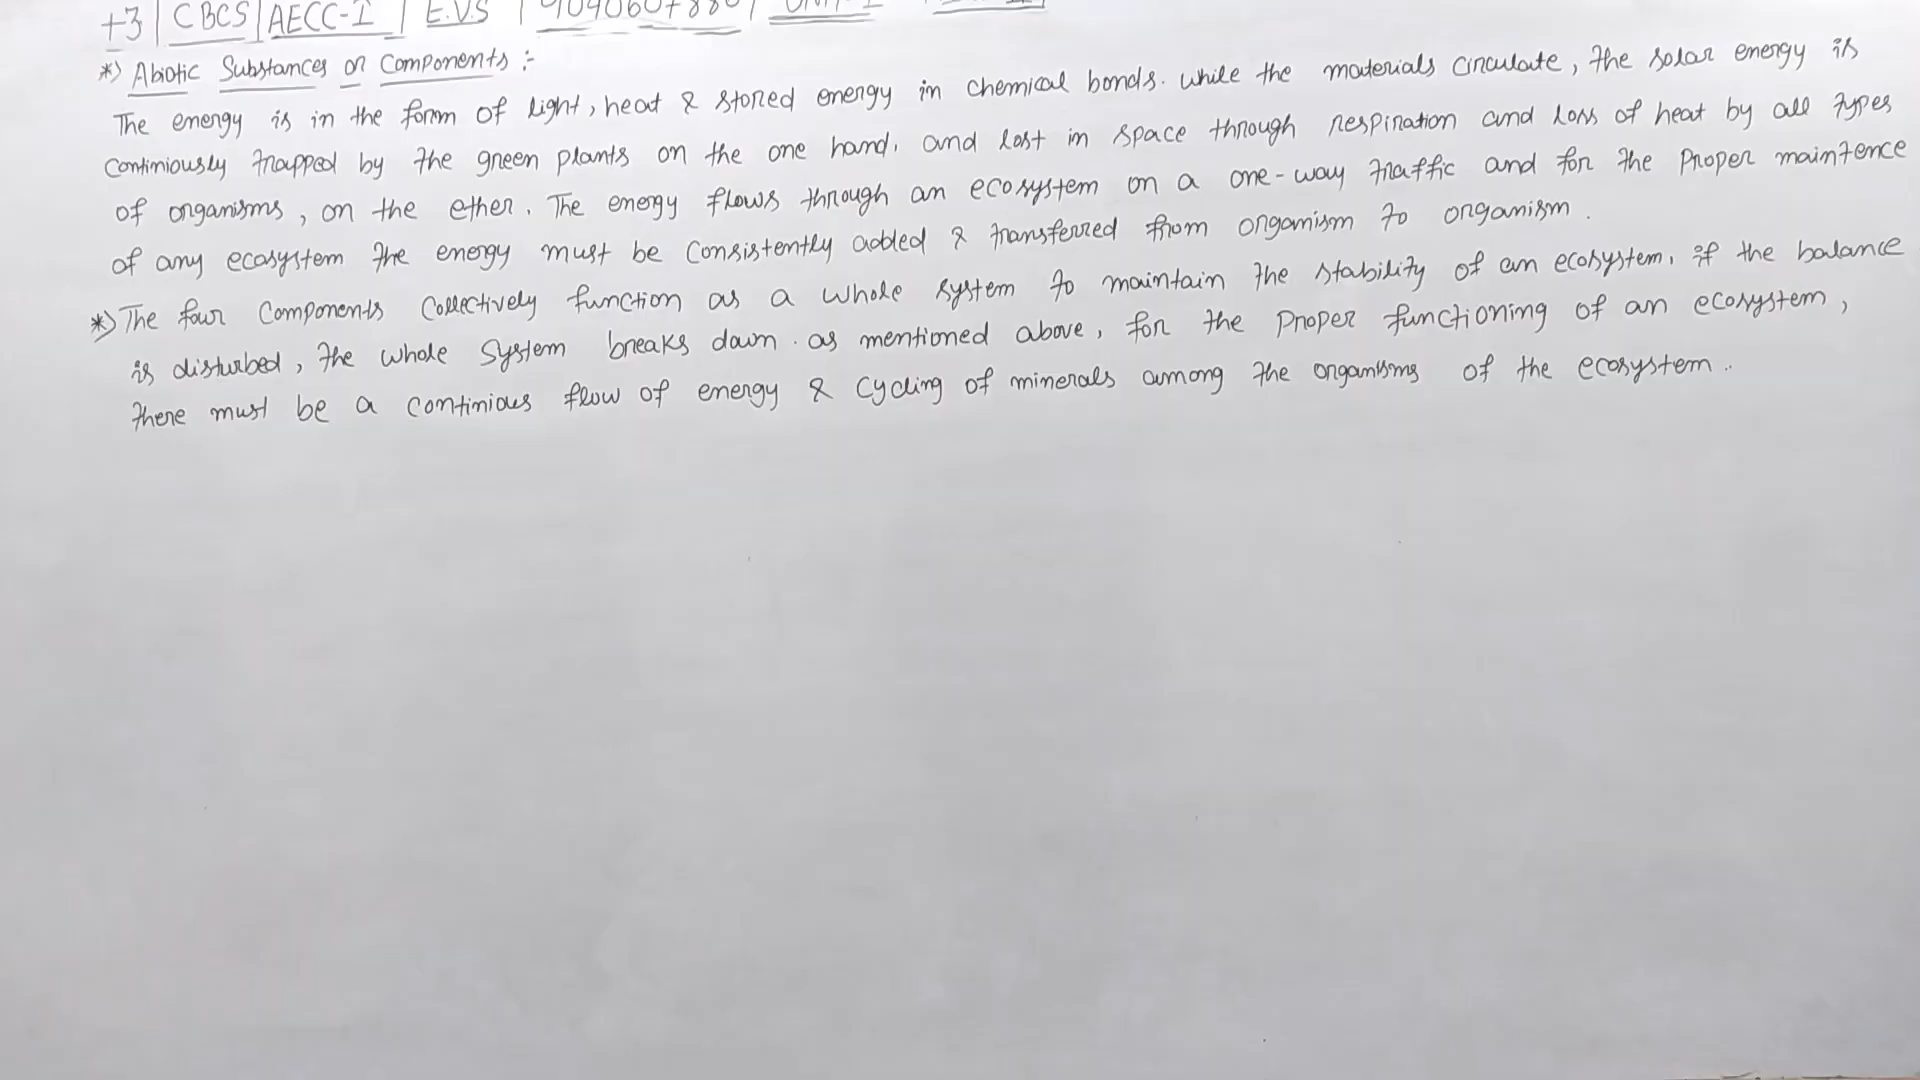 +3 | CBCS | AECC-I | E.V.S |
*) Abiotic Substances or Components :-
The energy is in the form of light, heat & stored energy in chemical bonds. while the materials circulate, the solar energy is
continiously trapped by the green plants on the one hand. and lost in space through respiration and loss of heat by all types
of organisms, on the other. The energy flows through an ecosystem on a one-way traffic and for the proper maintence
of any ecosystem the energy must be consistently added & transferred from organism to organism.
*) The four components collectively function as a whole system to maintain the stability of an ecosystem. if the balance
is disturbed, the whole system breaks down. as mentioned above, for the proper functioning of an ecosystem,
there must be a continious flow of energy & cycling of minerals among the organisms of the ecosystem..